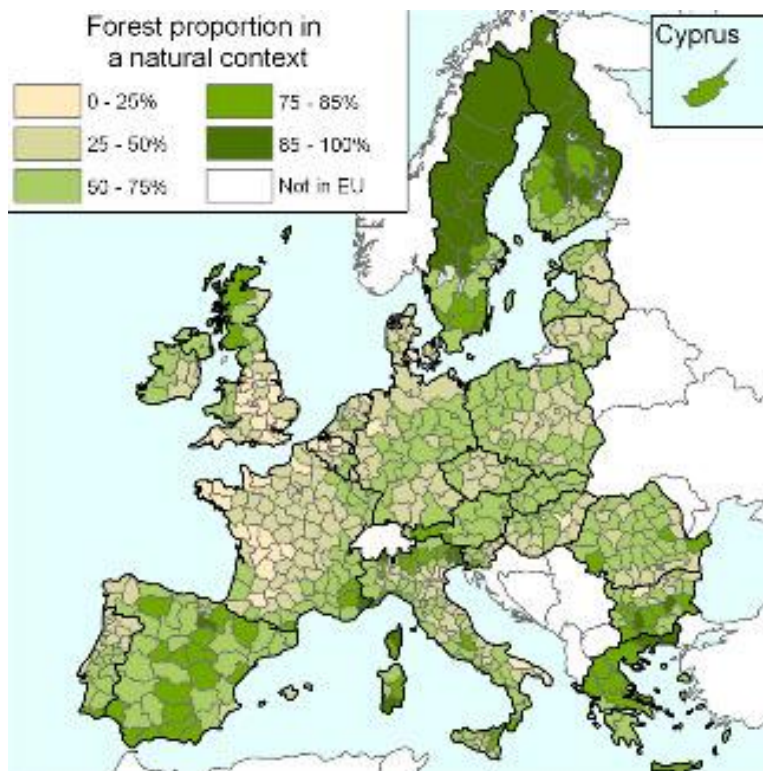 Forest proportion in
a natural context
0 - 25%
75 - 85%
25 - 50%
85 - 100%
50 - 75%
Not in EU
Cyprus